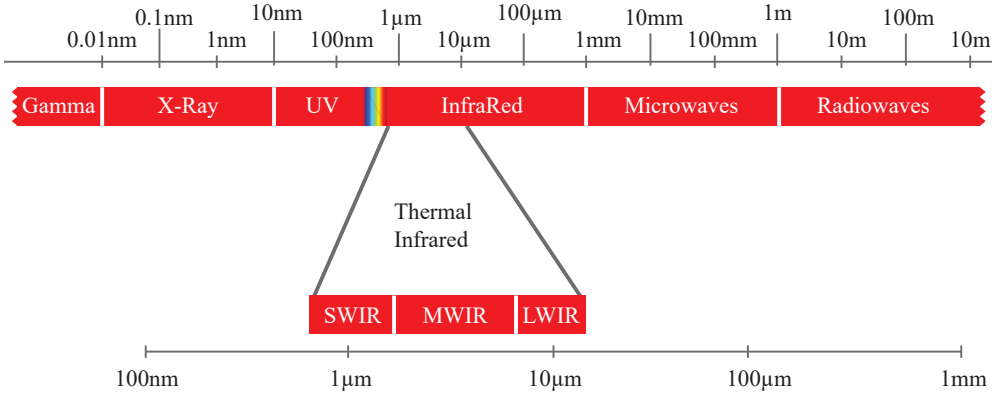 0.1nm 10nm 1μm 100μm 10mm 1m 100m
0.01nm 1nm 100nm 10μm 1mm 100mm 10m 10m
Gamma X-Ray UV InfraRed Microwaves Radiowaves
Thermal
Infrared
SWIR MWIR LWIR
100nm 1μm 10μm 100μm 1mm